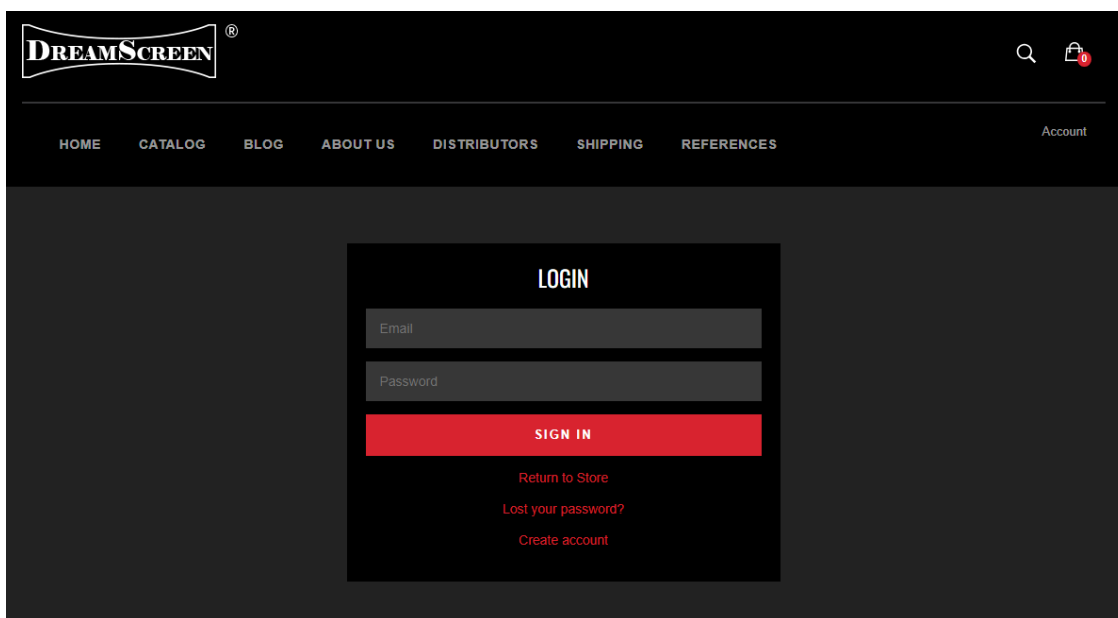 DREAMSCREEN ®
0
HOME CATALOG BLOG ABOUT US DISTRIBUTORS SHIPPING REFERENCES Account
LOGIN
Email
Password
SIGN IN
Return to Store
Lost your password?
Create account